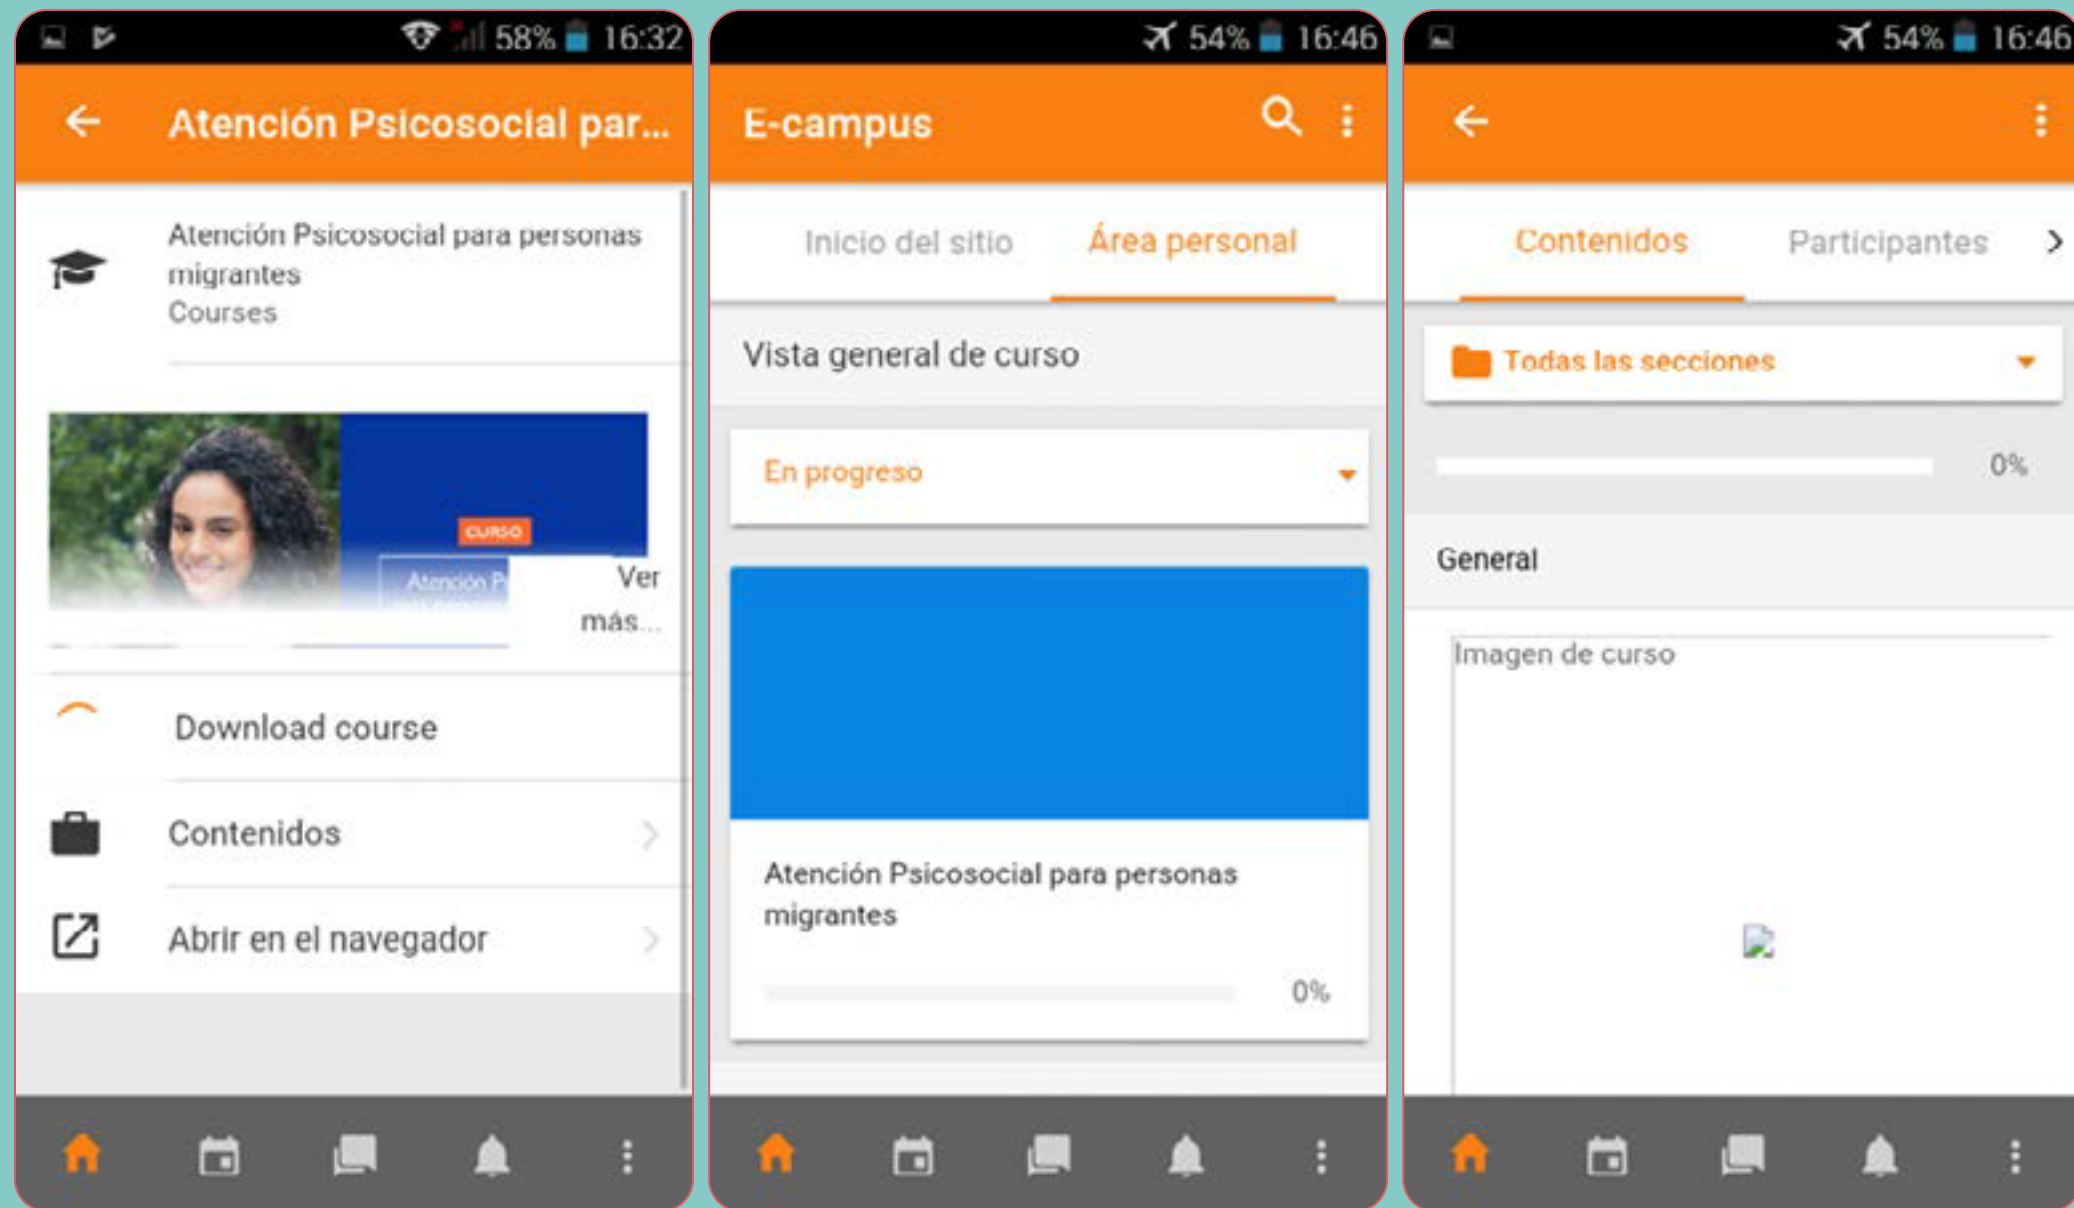 58% 16:32
Atención Psicosocial par...
Atención Psicosocial para personas
migrantes
Courses
CURSO
Atención P
Ver
más...
Download course
Contenidos
Abrir en el navegador
54% 16:46
E-campus
Inicio del sitio Área personal
Vista general de curso
En progreso
Atención Psicosocial para personas
migrantes
0%
54% 16:46
Contenidos Participantes
Todas las secciones
0%
General
Imagen de curso